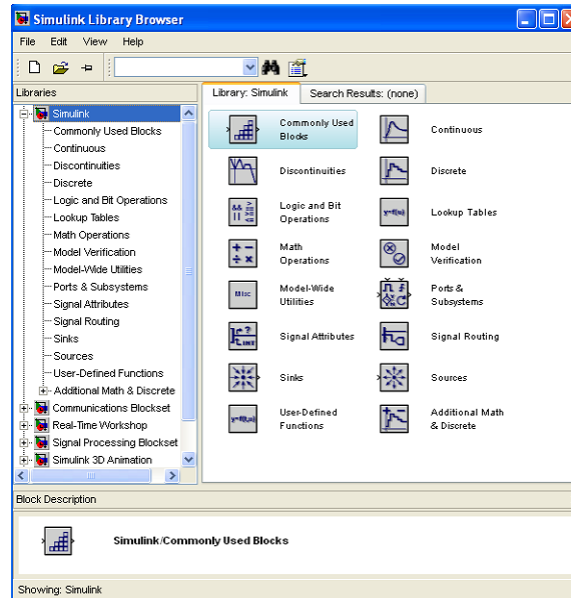 Simulink Library Browser
File Edit View Help
Libraries
Library: Simulink Search Results: (none)
Simulink
Commonly Used Blocks
Continuous
Discontinuities
Discrete
Logic and Bit Operations
Lookup Tables
Math Operations
Model Verification
Model-Wide Utilities
Ports & Subsystems
Signal Attributes
Signal Routing
Sinks
Sources
User-Defined Functions
Additional Math & Discrete
Communications Blockset
Real-Time Workshop
Signal Processing Blockset
Simulink 3D Animation
Commonly Used
Blocks
Continuous
Discontinuities
Discrete
Logic and Bit
Operations
Lookup Tables
Math
Operations
Model
Verification
Misc
Model-Wide
Utilities
Ports &
Subsystems
Signal Attributes
Signal Routing
Sinks
Sources
User-Defined
Functions
Additional Math
& Discrete
Block Description
Simulink/Commonly Used Blocks
Showing: Simulink